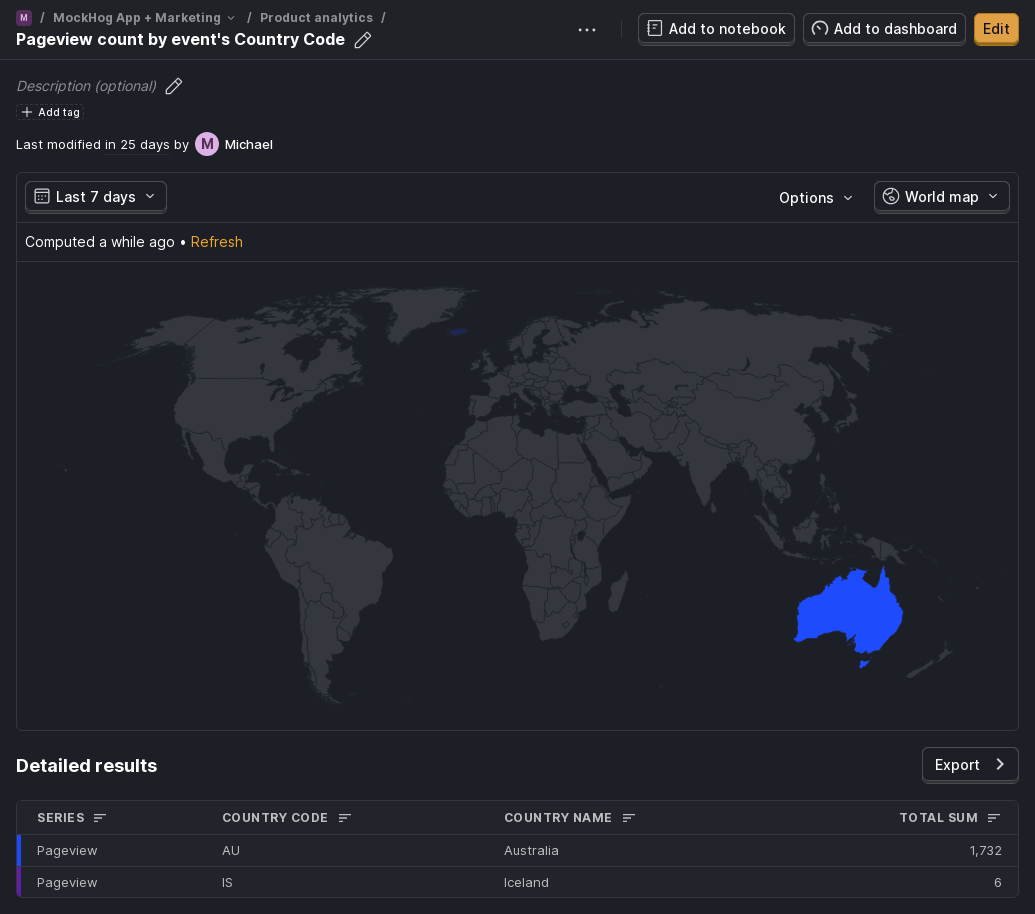 M / MockHog App + Marketing / Product analytics /
Pageview count by event's Country Code
Add to notebook
Add to dashboard
Edit
Description (optional)
Add tag
Last modified in 25 days by M Michael
Last 7 days
Options
World map
Computed a while ago • Refresh
Detailed results
Export
SERIES COUNTRY CODE COUNTRY NAME TOTAL SUM
Pageview AU Australia 1,732
Pageview IS Iceland 6